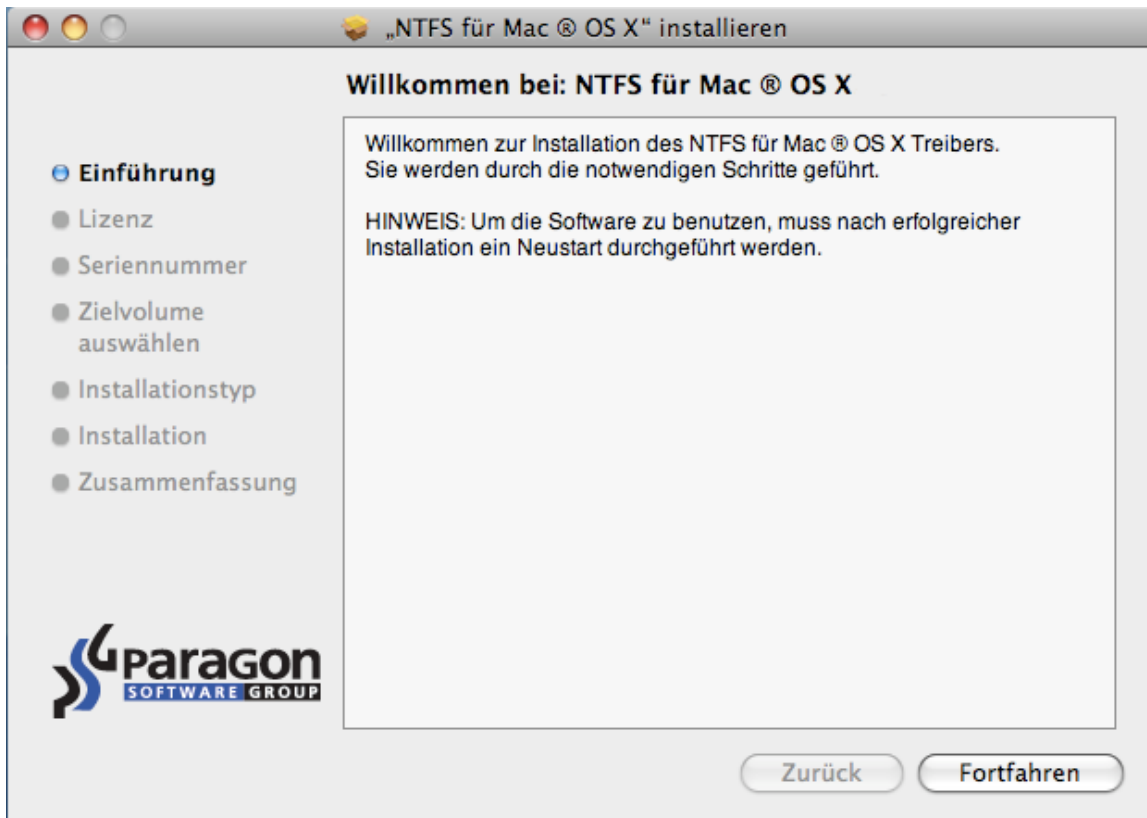 „NTFS für Mac ® OS X“ installieren
Willkommen bei: NTFS für Mac ® OS X
Einführung
Lizenz
Seriennummer
Zielvolume
auswählen
Installationstyp
Installation
Zusammenfassung
Willkommen zur Installation des NTFS für Mac ® OS X Treibers.
Sie werden durch die notwendigen Schritte geführt.
HINWEIS: Um die Software zu benutzen, muss nach erfolgreicher
Installation ein Neustart durchgeführt werden.
Paragon
SOFTWARE GROUP
Zurück
Fortfahren